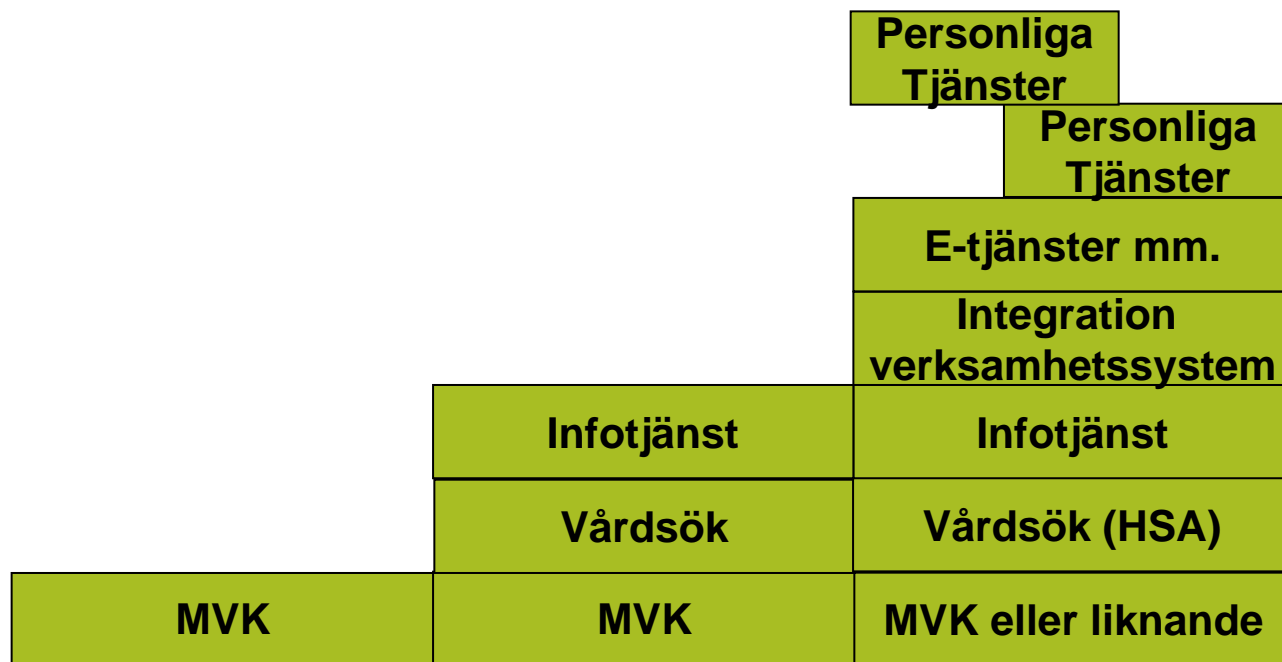 Personliga
Tjänster
Personliga
Tjänster
E-tjänster mm.
Integration
verksamhetssystem
Infotjänst
Infotjänst
Vårdsök
Vårdsök (HSA)
MVK
MVK
MVK eller liknande